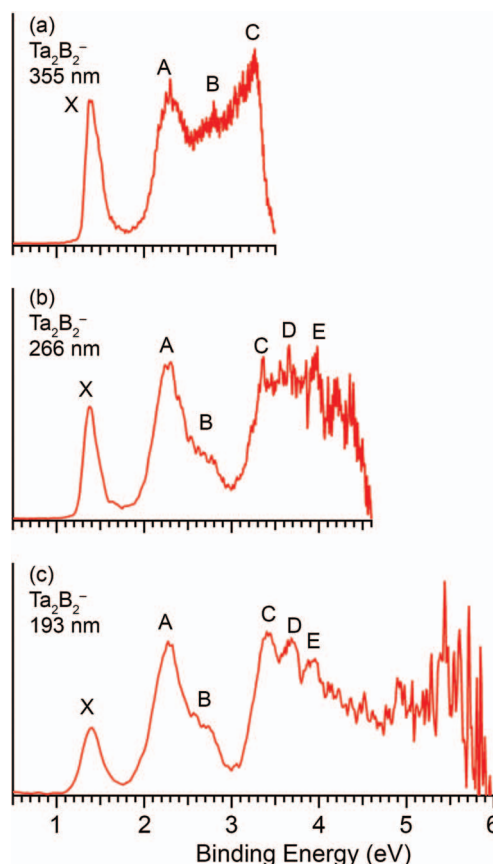 (a)
Ta₂B₂⁻
355 nm
X
A
B
C
(b)
Ta₂B₂⁻
266 nm
X
A
B
C
D
E
(c)
Ta₂B₂⁻
193 nm
X
A
B
C
D
E
1 2 3 4 5 6
Binding Energy (eV)